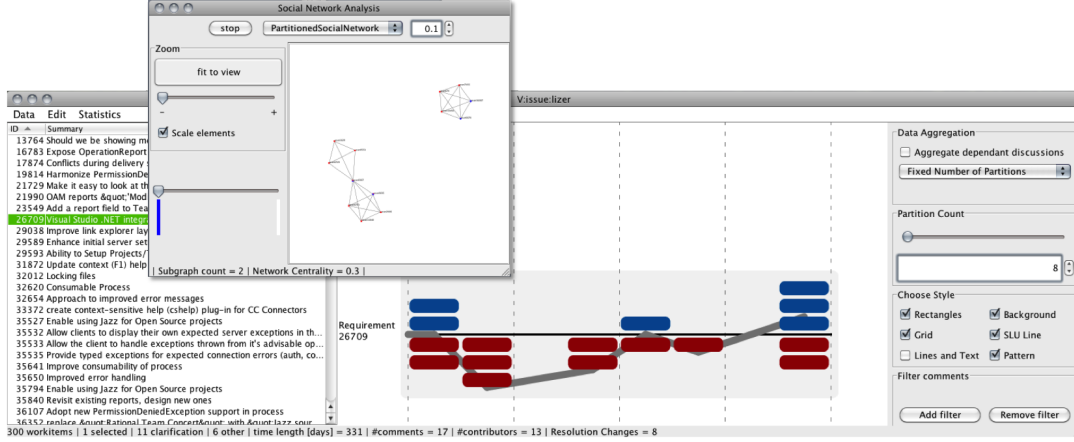 Social Network Analysis
stop
PartitionedSocialNetwork
0.1
Zoom
fit to view
- +
Scale elements
| Subgraph count = 2 | Network Centrality = 0.3 |
V:issue:lizer
Data Edit Statistics
ID Summary
13764 Should we be showing
16783 Expose OperationReport
17874 Conflicts during delivery
19814 Harmonize
21729 Make it easy to look at th
21990 OAM reports &quot;'Mod
23549 Add a report field to Tea
26709 Visual Studio .NET integr
29038 Improve link explorer lay
29589 Enhance initial server set
29593 Ability to Setup Projects/
31872 Update context (F1) help
32012 Locking files
32620 Consumable Process
32654 Approach to improved error messages
33372 create context-sensitive help (cshelp) plug-in for CC Connectors
35527 Enable using Jazz for Open Source projects
35532 Allow clients to display their own expected server exceptions in th...
35533 Allow the client to handle exceptions thrown from it's advisable op...
35535 Provide typed exceptions for expected connection errors (auth, co...
35641 Improve consumability of process
35650 Improved error handling
35794 Enable using Jazz for Open Source projects
35840 Revisit existing reports, design new ones
36107 Adopt new PermissionDeniedException support in process
36352 replace &quot;Rational Team Concert&quot; with &quot;Jazz sour
Requirement
26709
Data Aggregation
Aggregate dependant discussions
Fixed Number of Partitions
Partition Count
8
Choose Style
Rectangles Background
Grid SLU Line
Lines and Text Pattern
Filter comments
Add filter Remove filter
300 workitems | 1 selected | 11 clarification | 6 other | time length [days] = 331 | #comments = 17 | #contributors = 13 | Resolution Changes = 8